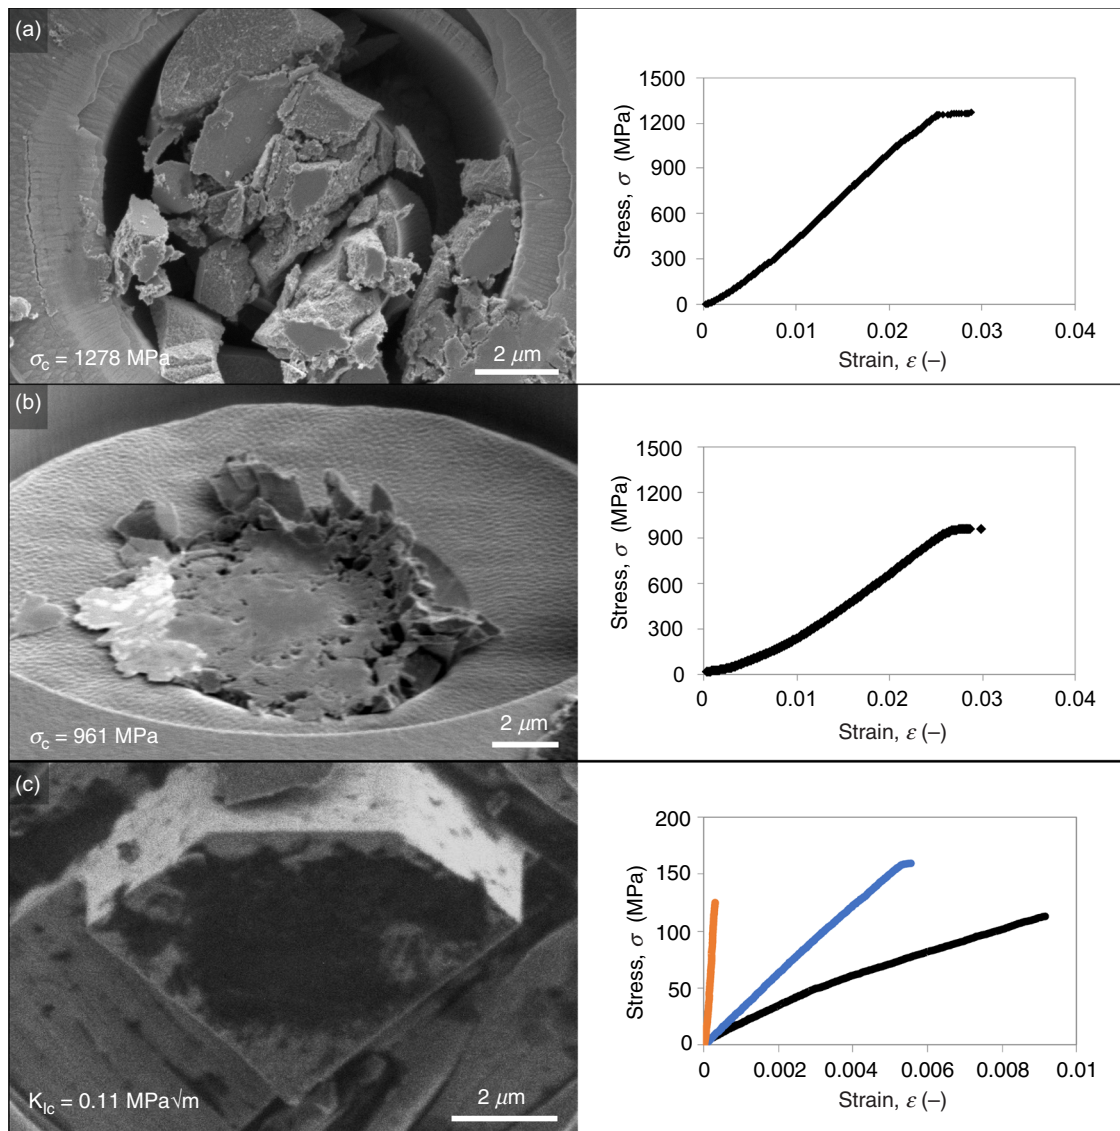 (a)
σc = 1278 MPa
2 μm
Stress, σ (MPa)
1500
1200
900
600
300
0
0
0.01
0.02
0.03
0.04
Strain, ε (–)
(b)
σc = 961 MPa
2 μm
Stress, σ (MPa)
1500
1200
900
600
300
0
0
0.01
0.02
0.03
0.04
Strain, ε (–)
(c)
KIc = 0.11 MPa√m
2 μm
Stress, σ (MPa)
200
150
100
50
0
0
0.002
0.004
0.006
0.008
0.01
Strain, ε (–)